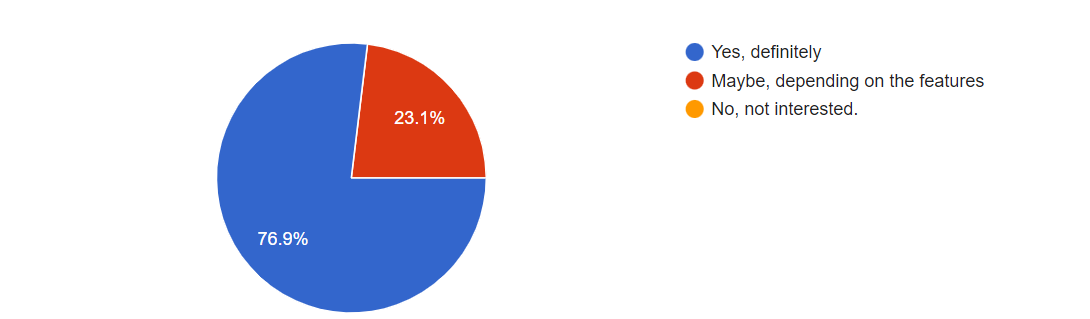 Yes, definitely
Maybe, depending on the features
No, not interested.
23.1%
76.9%